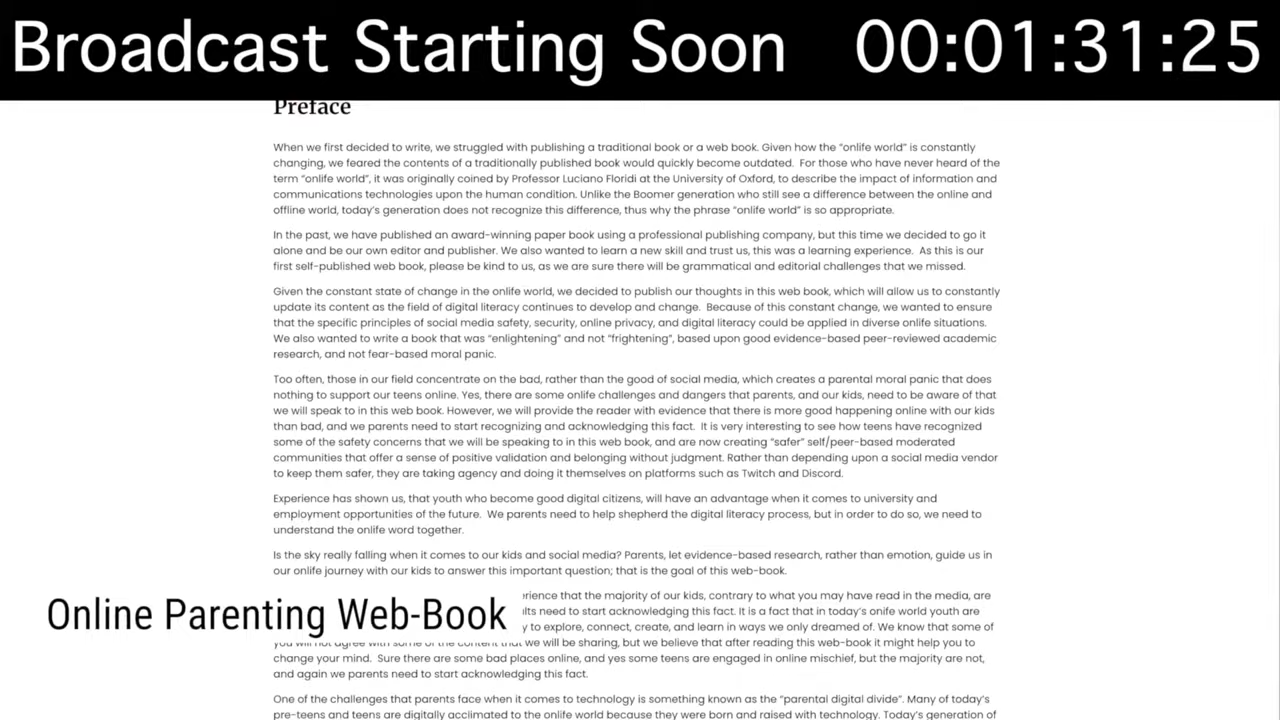 Broadcast Starting Soon 00:01:31:25
Preface
When we first decided to write, we struggled with publishing a traditional book or a web book. Given how the “onlife world” is constantly
changing, we feared the contents of a traditionally published book would quickly become outdated. For those who have never heard of the
term “onlife world”, it was originally coined by Professor Luciano Floridi at the University of Oxford, to describe the impact of information and
communications technologies upon the human condition. Unlike the Boomer generation who still see a difference between the online and
offline world, today’s generation does not recognize this difference, thus why the phrase “onlife world” is so appropriate.
In the past, we have published an award-winning paper book using a professional publishing company, but this time we decided to go it
alone and be our own editor and publisher. We also wanted to learn a new skill and trust us, this was a learning experience. As this is our
first self-published web book, please be kind to us, as we are sure there will be grammatical and editorial challenges that we missed.
Given the constant state of change in the onlife world, we decided to publish our thoughts in this web book, which will allow us to constantly
update its content as the field of digital literacy continues to develop and change. Because of this constant change, we wanted to ensure
that the specific principles of social media safety, security, online privacy, and digital literacy could be applied in diverse onlife situations.
We also wanted to write a book that was “enlightening” and not “frightening”, based upon good evidence-based peer-reviewed academic
research, and not fear-based moral panic.
Too often, those in our field concentrate on the bad, rather than the good of social media, which creates a parental moral panic that does
nothing to support our teens online. Yes, there are some onlife challenges and dangers that parents, and our kids, need to be aware of that
we will speak to in this web book. However, we will provide the reader with evidence that there is more good happening online with our kids
than bad, and we parents need to start recognizing and acknowledging this fact. It is very interesting to see how teens have recognized
some of the safety concerns that we will be speaking to in this web book, and are now creating “safer” self/peer-based moderated
communities that offer a sense of positive validation and belonging without judgment. Rather than depending upon a social media vendor
to keep them safer, they are taking agency and doing it themselves on platforms such as Twitch and Discord.
Experience has shown us, that youth who become good digital citizens, will have an advantage when it comes to university and
employment opportunities of the future. We parents need to help shepherd the digital literacy process, but in order to do so, we need to
understand the onlife word together.
Is the sky really falling when it comes to our kids and social media? Parents, let evidence-based research, rather than emotion, guide us in
our onlife journey with our kids to answer this important question; that is the goal of this web-book.
that the majority of our kids, contrary to what you may have read in the media, are
need to start acknowledging this fact. It is a fact that in today’s onife world youth are
Online Parenting Web-Book
to explore, connect, create, and learn in ways we only dreamed of. We know that some of
you will not agree with some of the content that we will be sharing, but we believe that after reading this web-book it might help you to
change your mind. Sure there are some bad places online, and yes some teens are engaged in online mischief, but the majority are not,
and again we parents need to start acknowledging this fact.
One of the challenges that parents face when it comes to technology is something known as the “parental digital divide”. Many of today’s
pre-teens and teens are digitally acclimated to the onlife world because they were born and raised with technology. Today’s generation of